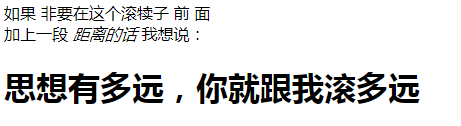 如果 非要在这个滚犊子 前 面
加上一段 距离的话 我想说：
思想有多远，你就跟我滚多远